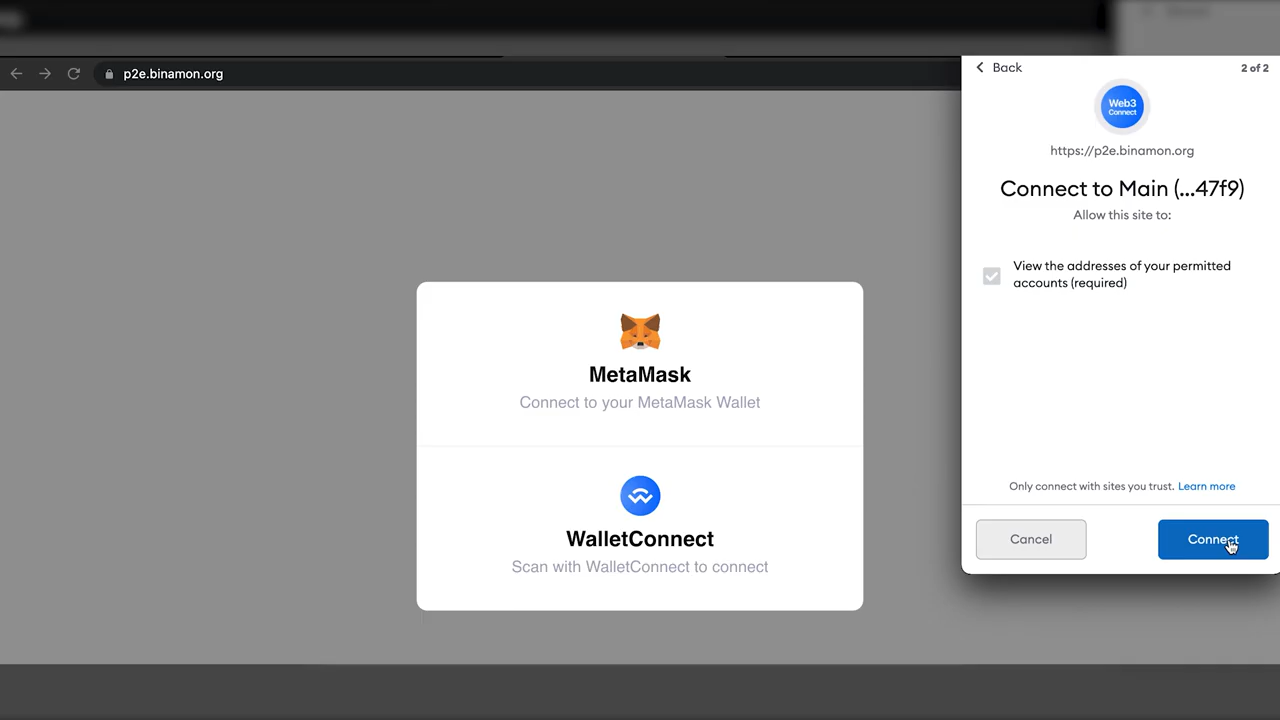 p2e.binamon.org
MetaMask
Connect to your MetaMask Wallet
WalletConnect
Scan with WalletConnect to connect
Back
2 of 2
Web3
Connect
https://p2e.binamon.org
Connect to Main (...47f9)
Allow this site to:
View the addresses of your permitted
accounts (required)
Only connect with sites you trust. Learn more
Cancel
Connect